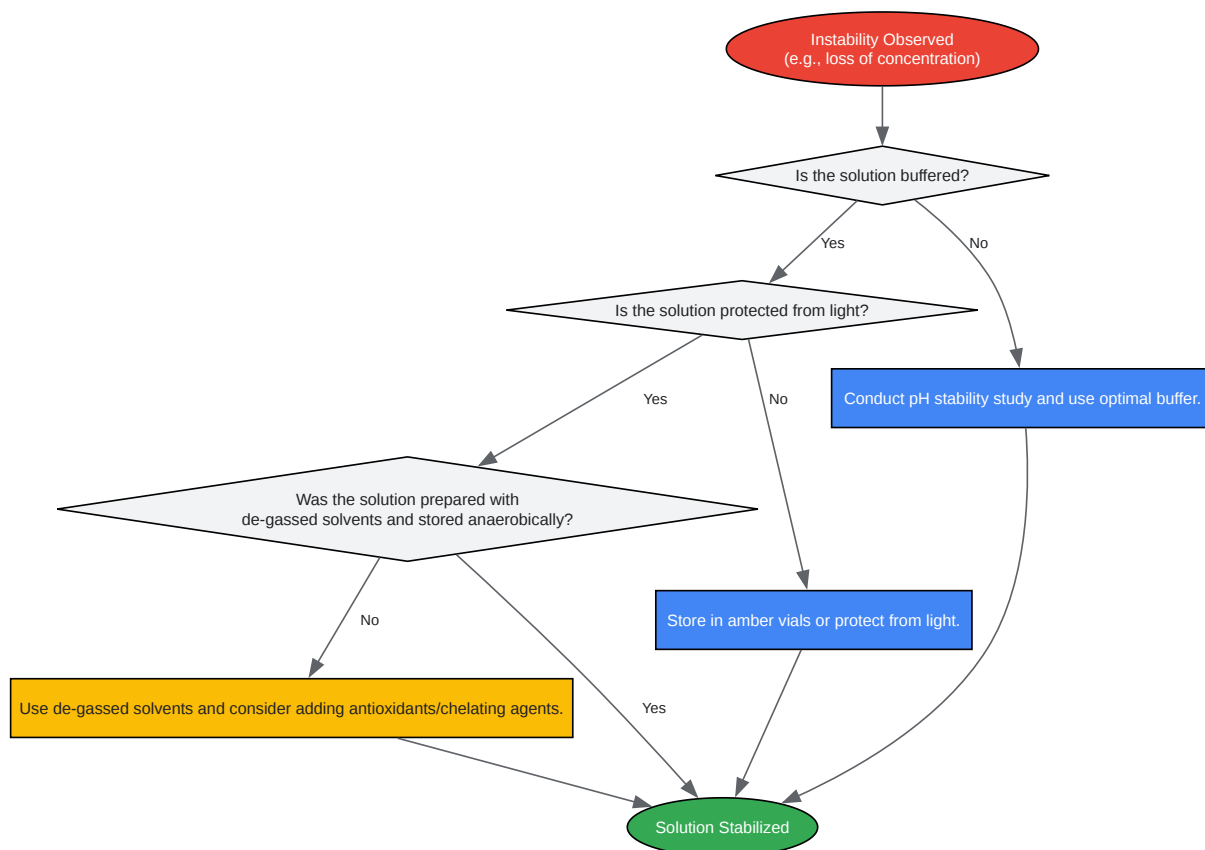 Instability Observed
(e.g., loss of concentration)
Is the solution buffered?
Yes
No
Is the solution protected from light?
Conduct pH stability study and use optimal buffer.
Yes
No
Was the solution prepared with
de-gassed solvents and stored anaerobically?
No
Store in amber vials or protect from light.
Use de-gassed solvents and consider adding antioxidants/chelating agents.
Yes
Solution Stabilized